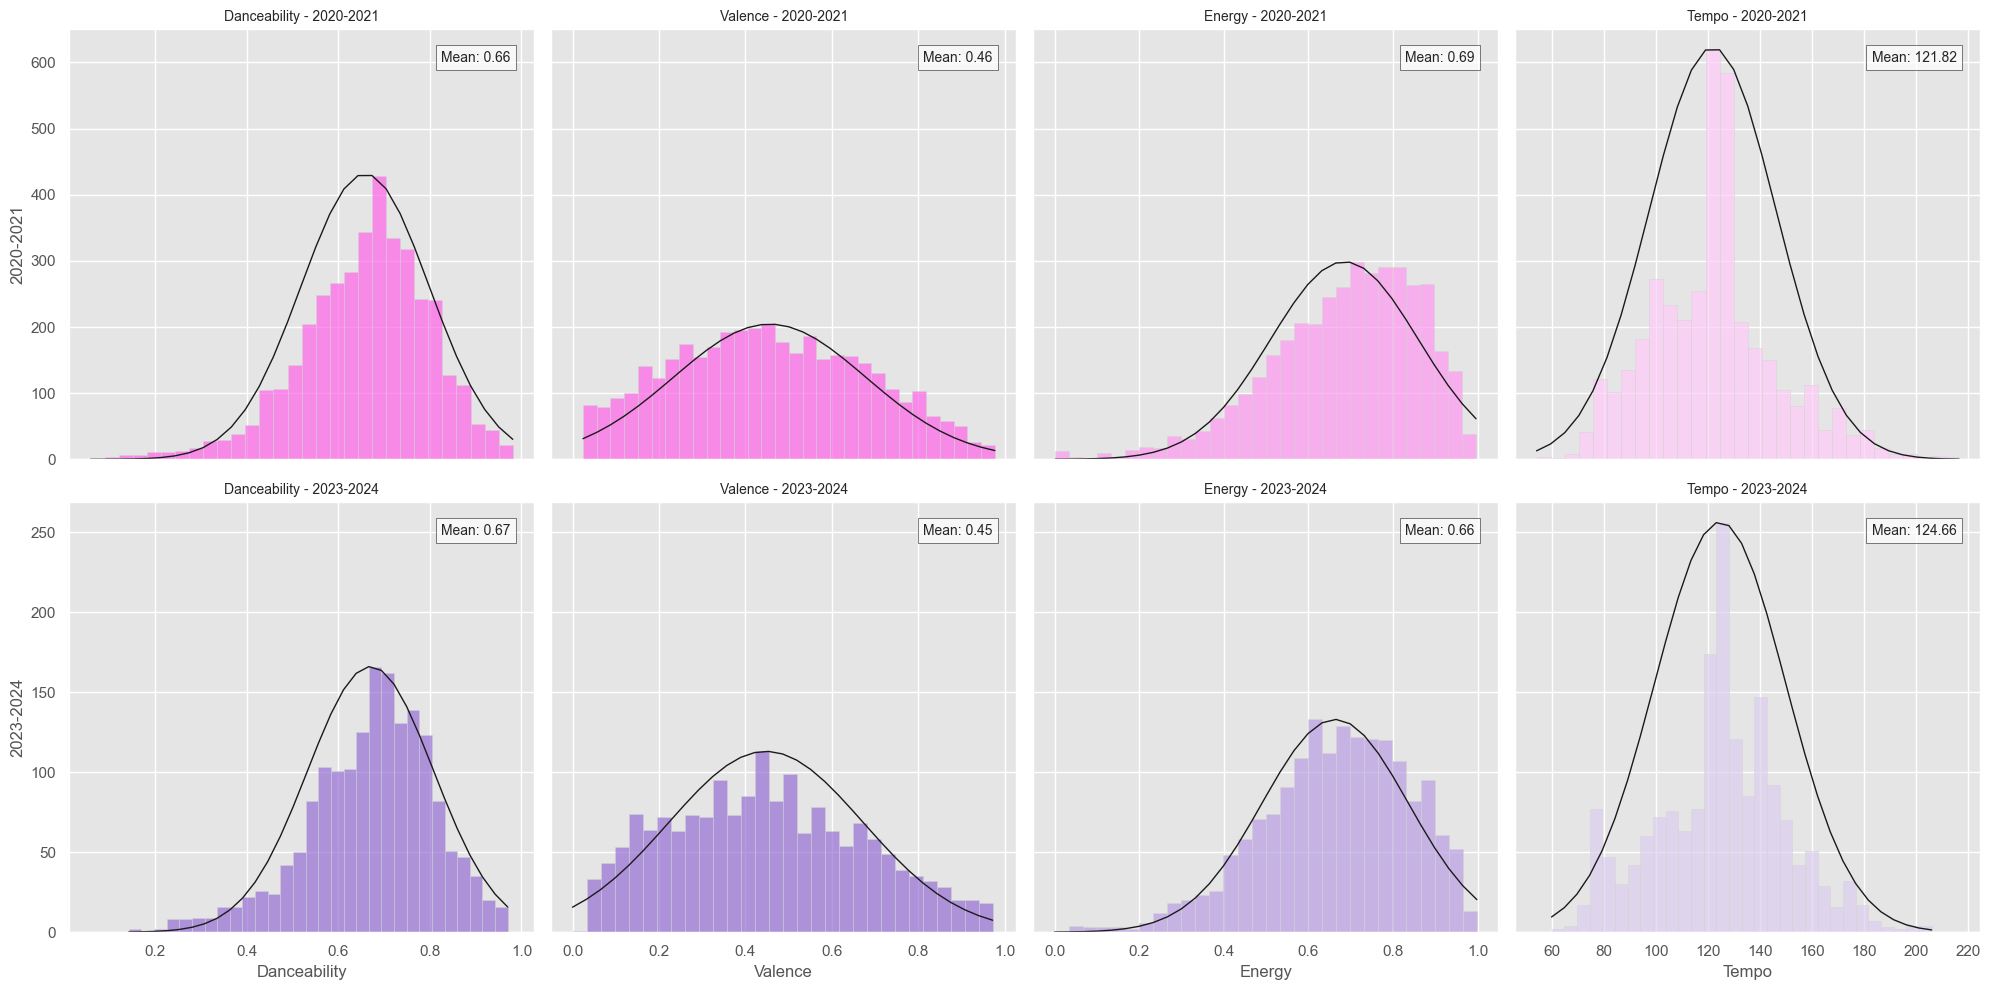 Danceability - 2020-2021
Valence - 2020-2021
Energy - 2020-2021
Tempo - 2020-2021
Mean: 0.66
Mean: 0.46
Mean: 0.69
Mean: 121.82
600
500
400
300
200
100
0
2020-2021
Danceability - 2023-2024
Valence - 2023-2024
Energy - 2023-2024
Tempo - 2023-2024
Mean: 0.67
Mean: 0.45
Mean: 0.66
Mean: 124.66
250
200
150
100
50
0
2023-2024
0.2 0.4 0.6 0.8 1.0
0.0 0.2 0.4 0.6 0.8 1.0
0.0 0.2 0.4 0.6 0.8 1.0
60 80 100 120 140 160 180 200 220
Danceability
Valence
Energy
Tempo